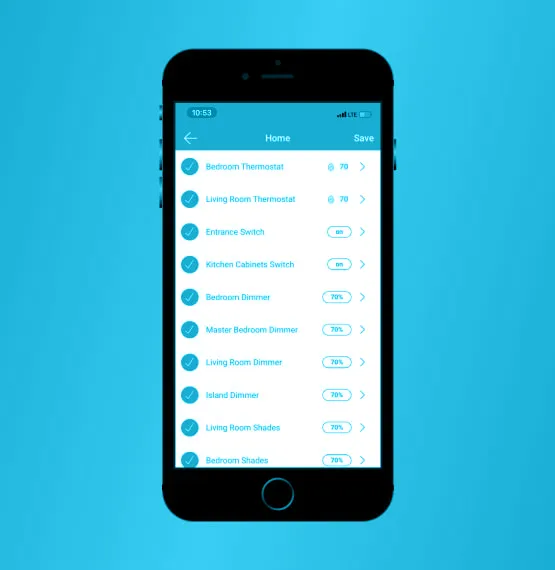 10:53 LTE
Home Save
Bedroom Thermostat 70
Living Room Thermostat 70
Entrance Switch on
Kitchen Cabinets Switch on
Bedroom Dimmer 70%
Master Bedroom Dimmer 70%
Living Room Dimmer 70%
Island Dimmer 70%
Living Room Shades 70%
Bedroom Shades 70%